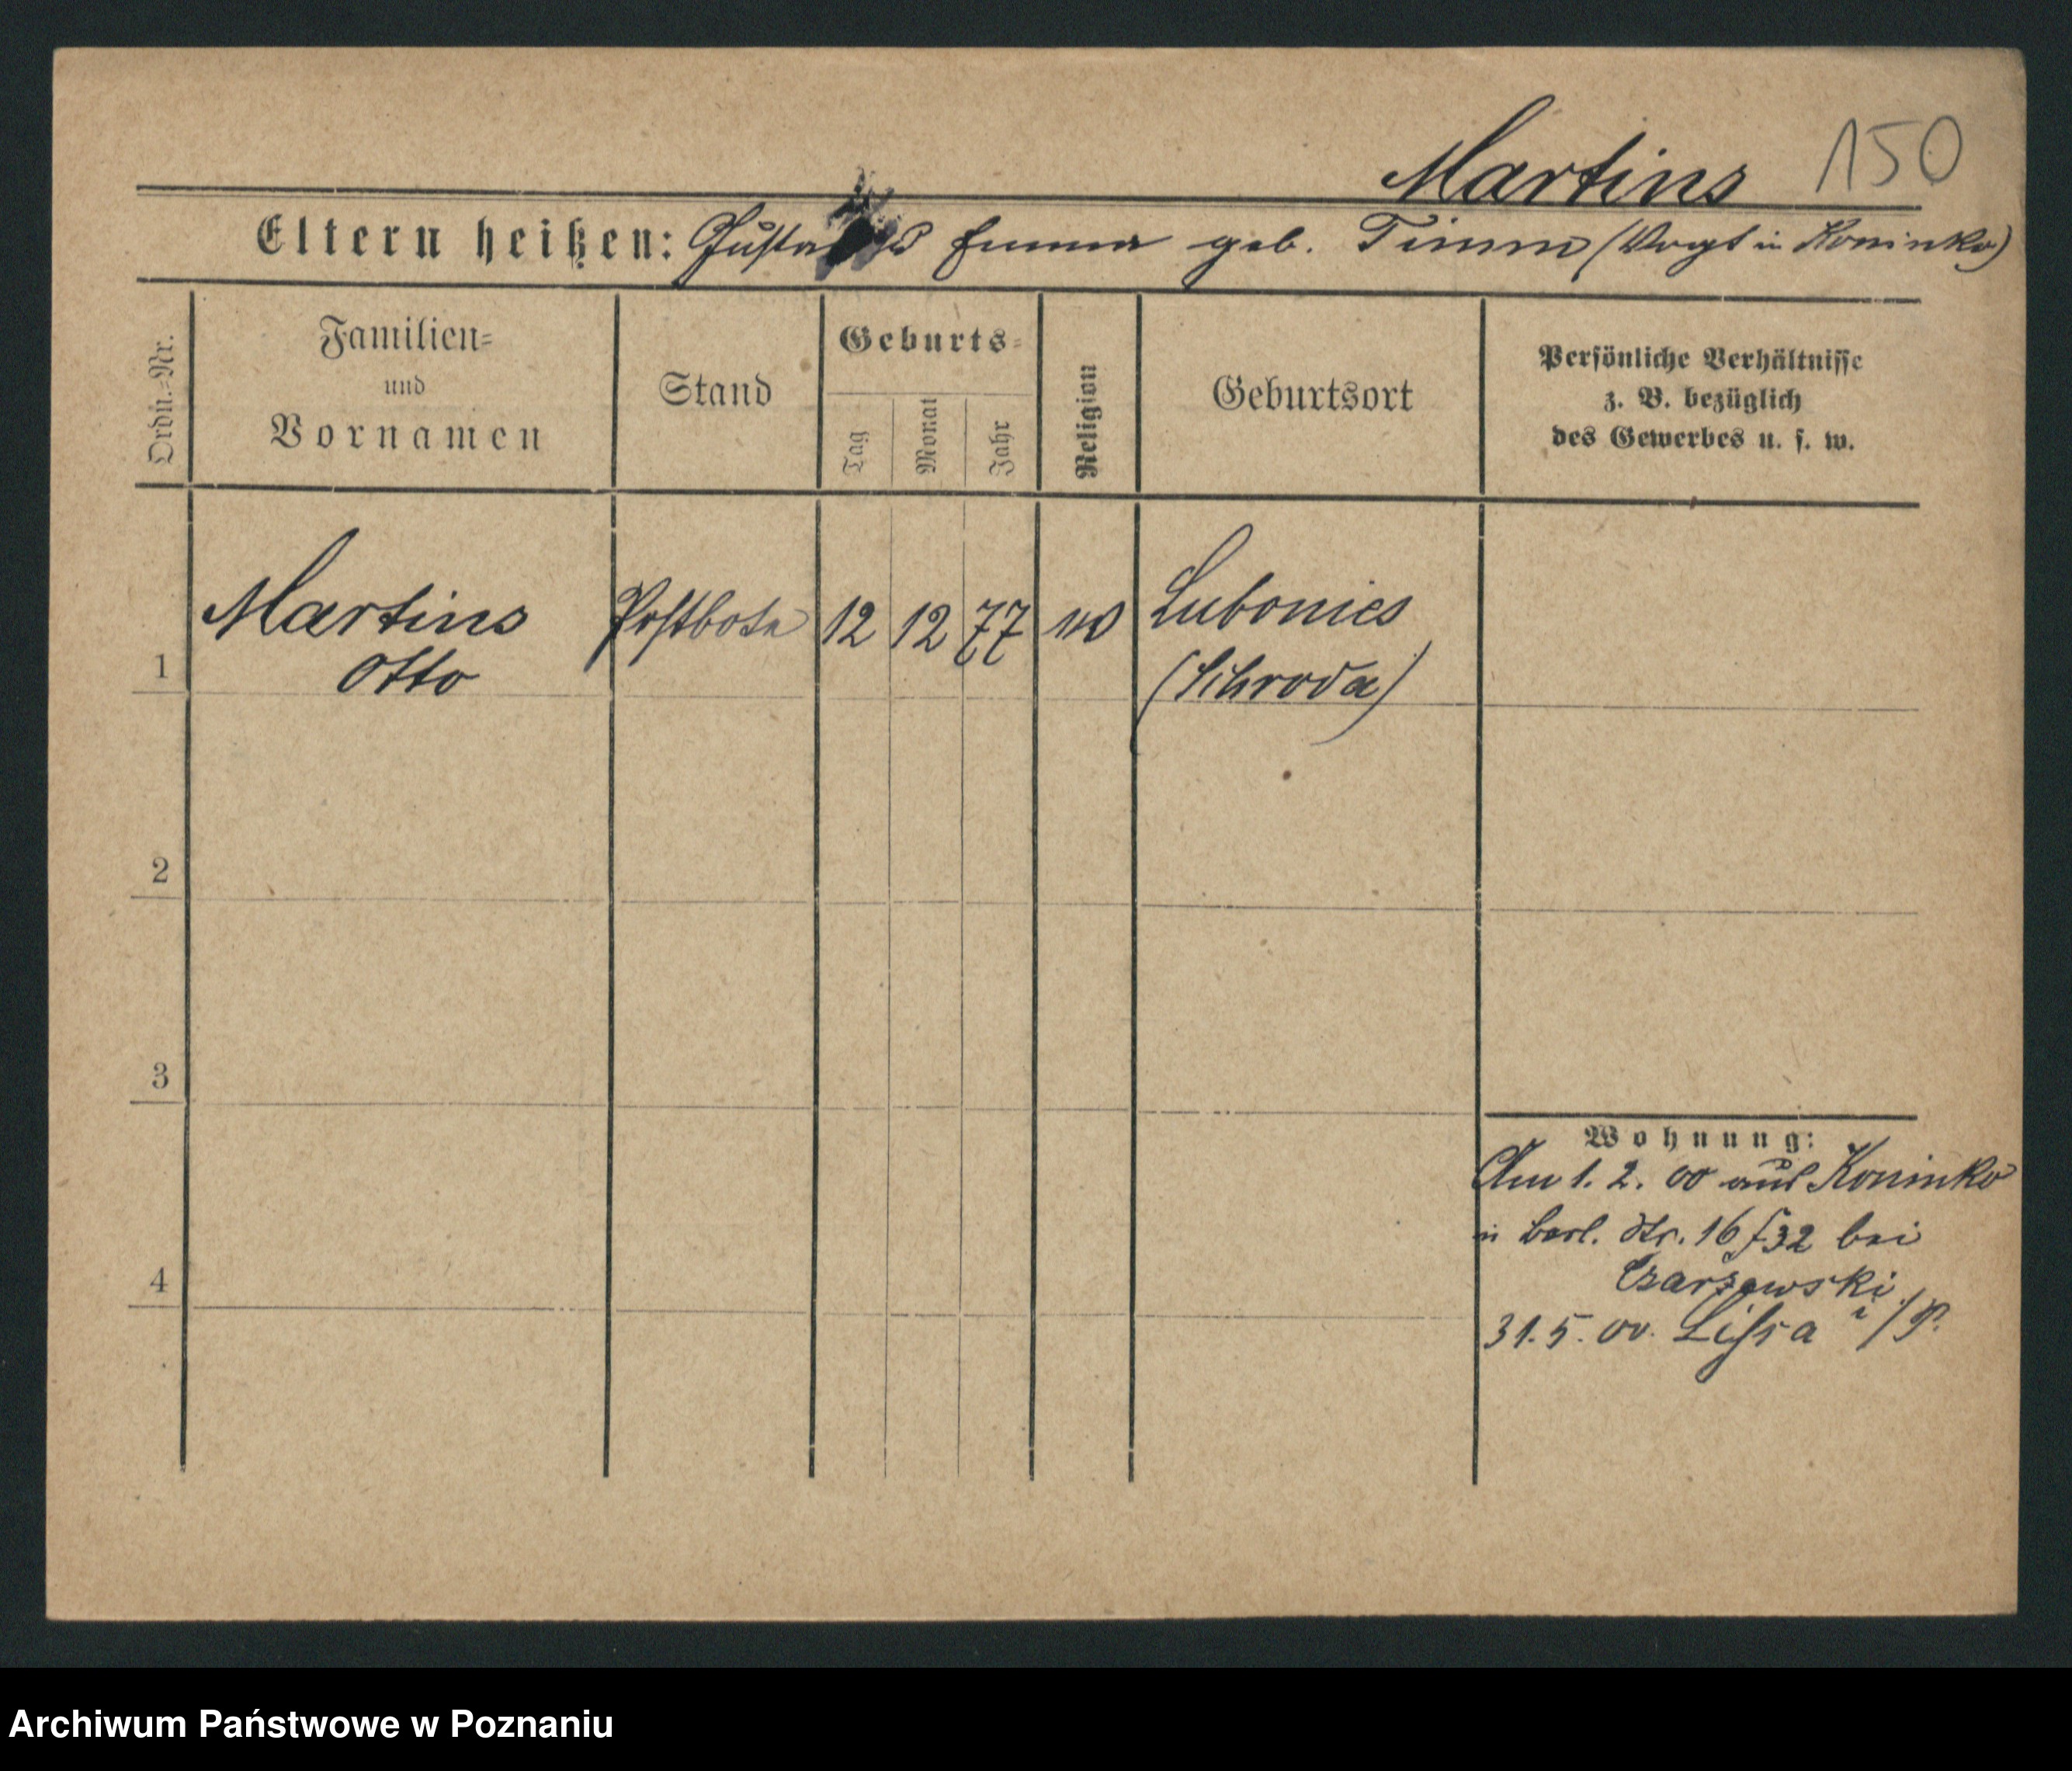 Martins 150
Eltern heißen: Gustav Emma geb. Timm (Vogt in Koninko)
Ordn.=Nr.
Familien=
und
Vornamen
Stand
Geburts=
Tag
Monat
Jahr
Religion
Geburtsort
Persönliche Verhältnisse
z. B. bezüglich
des Gewerbes u. s. w.
Martins Postbote 12 12 77 Lubonies
1 Otto (Schroda)
2
3
Wohnung:
Am 1. 2. 00 aus Koninko
berl. Str. 16 32 bei
4 Czarzewski
31. 5. 00. Lissa i/P.
Archiwum Państwowe w Poznaniu